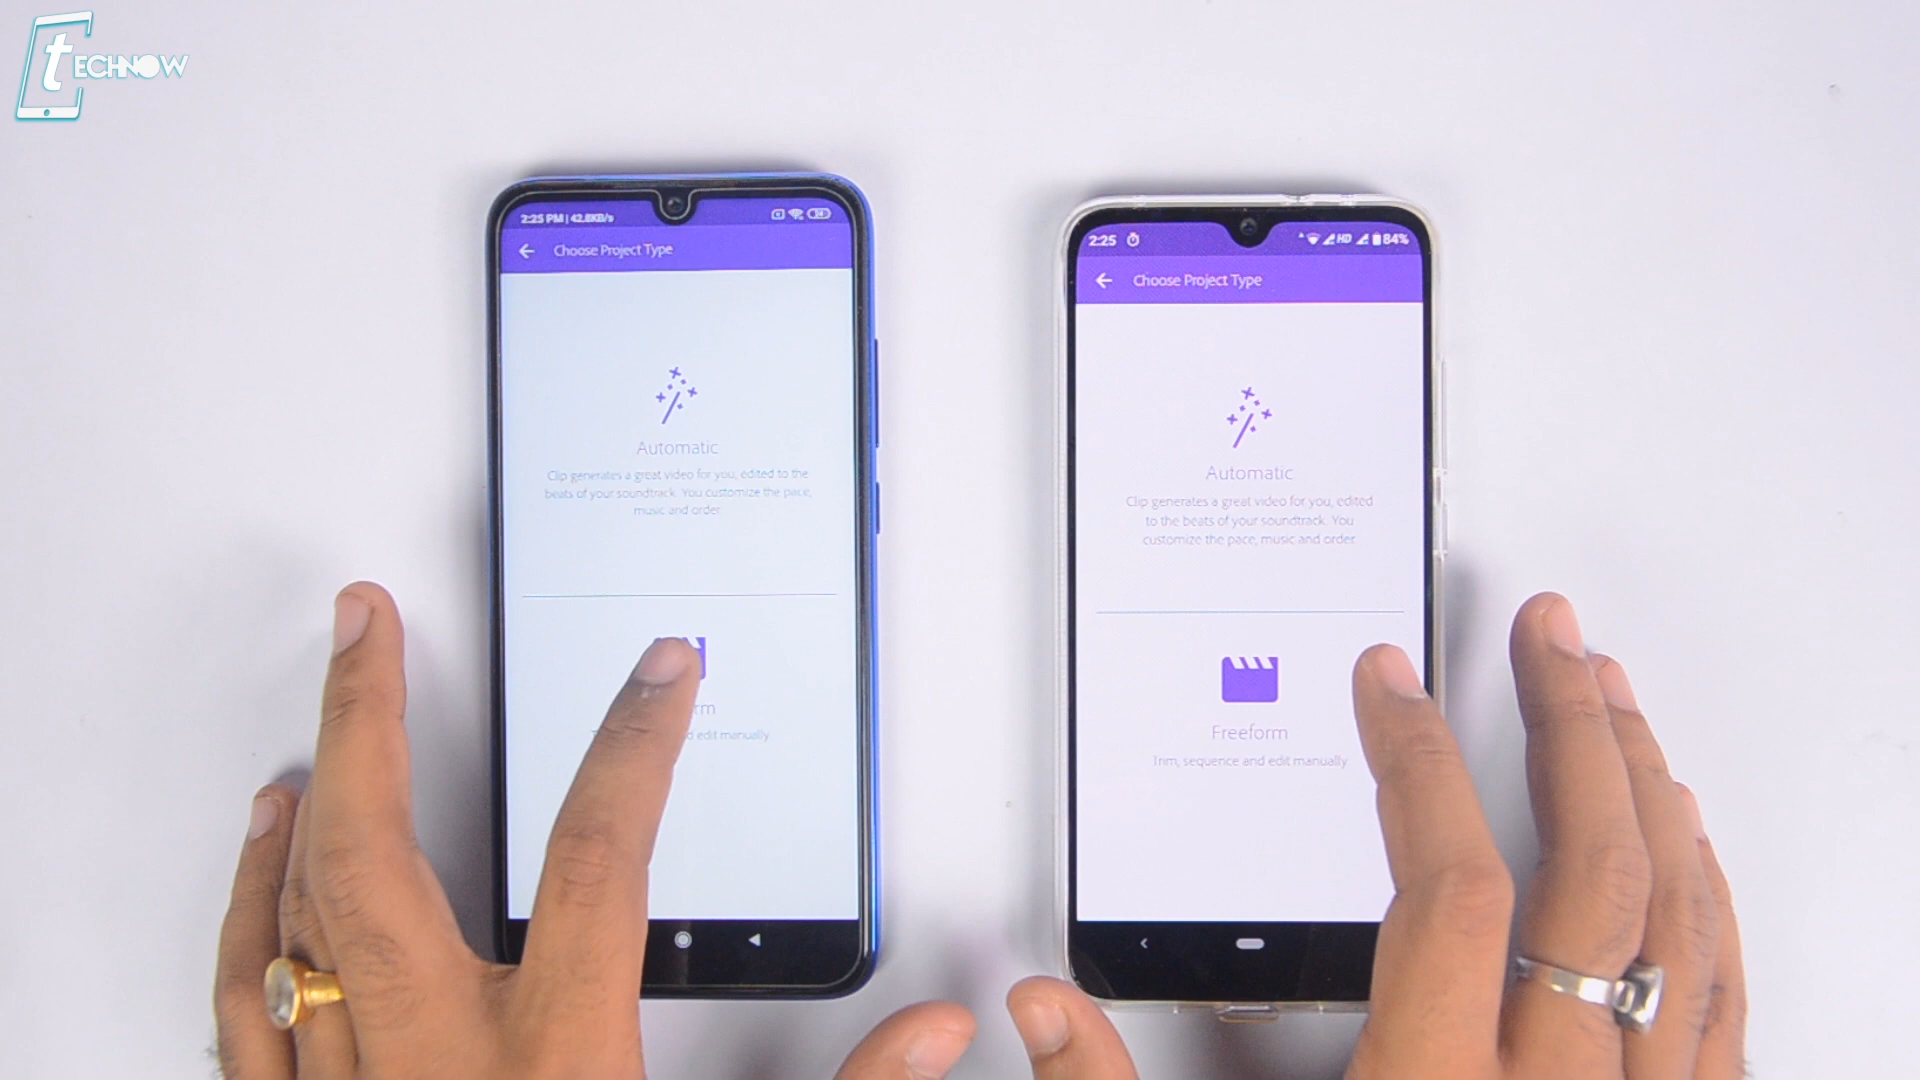 tECHNOW
2:25 PM | 42.8KB/s
Choose Project Type
Automatic
Clip generates a great video for you, edited to the
beats of your soundtrack. You customize the pace,
music and order.
rm
d edit manually.
2:25
HD
84%
Choose Project Type
Automatic
Clip generates a great video for you, edited
to the beats of your soundtrack. You
customize the pace, music and order.
Freeform
Trim, sequence and edit manually.